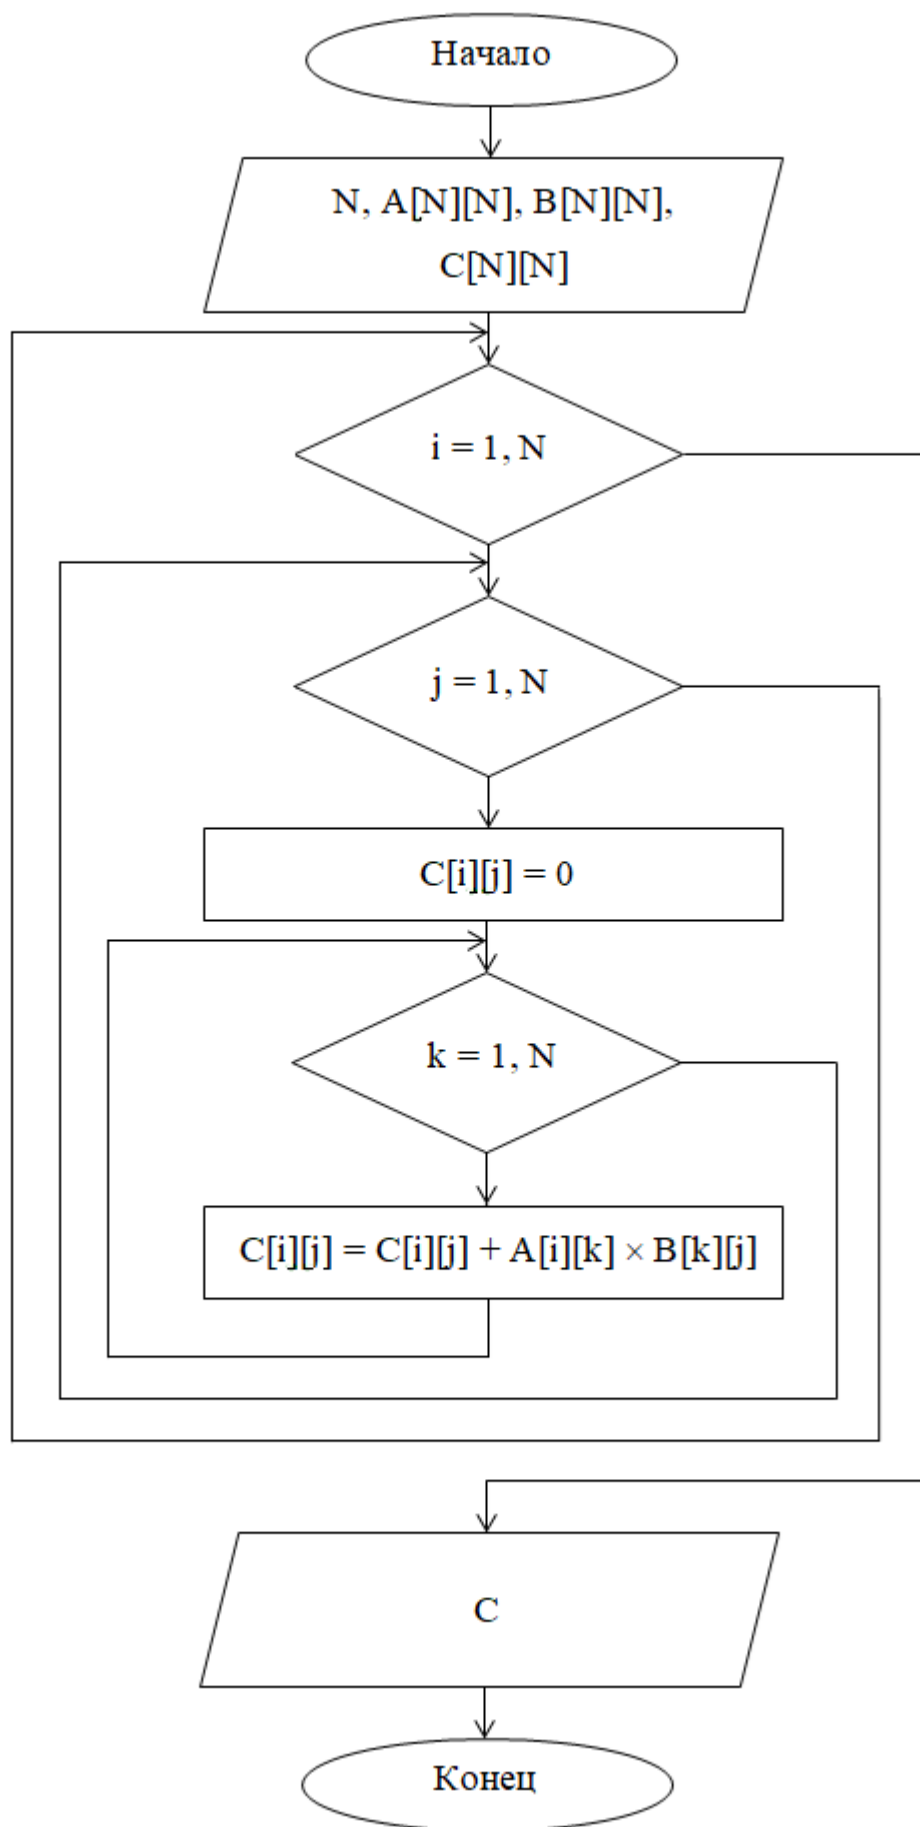 Начало
N, A[N][N], B[N][N],
C[N][N]
i = 1, N
j = 1, N
C[i][j] = 0
k = 1, N
C[i][j] = C[i][j] + A[i][k] × B[k][j]
C
Конец